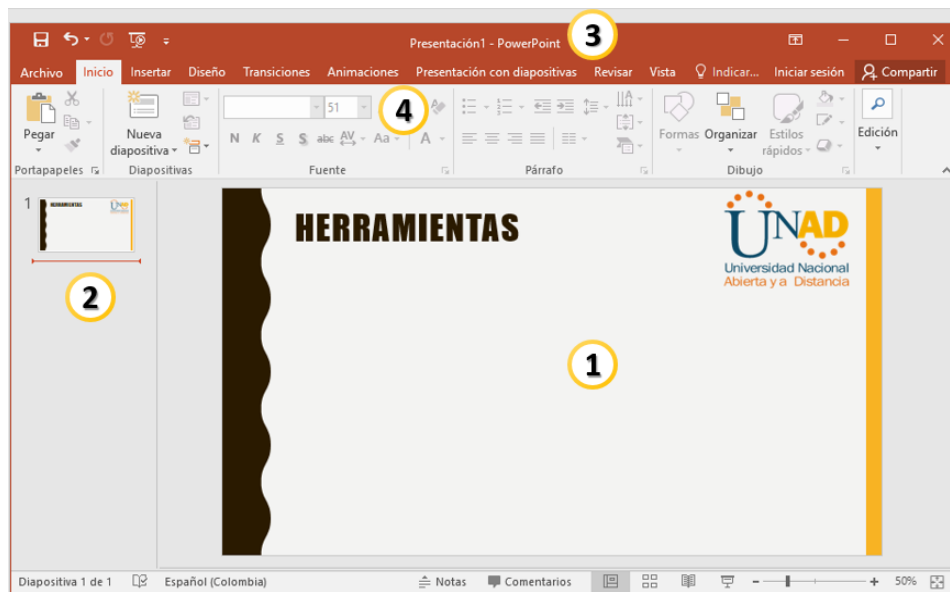 Presentación1 - PowerPoint
3
Archivo Inicio Insertar Diseño Transiciones Animaciones Presentación con diapositivas Revisar Vista Indicar... Iniciar sesión Compartir
51
4
Pegar
Nueva diapositiva
N K S S abc AV Aa A
Formas Organizar Estilos rápidos
Edición
Portapapeles Diapositivas Fuente Párrafo Dibujo
1
HERRAMIENTAS
UNAD
2
HERRAMIENTAS
UNAD
Universidad Nacional
Abierta y a Distancia
1
Diapositiva 1 de 1 Español (Colombia) Notas Comentarios 50%